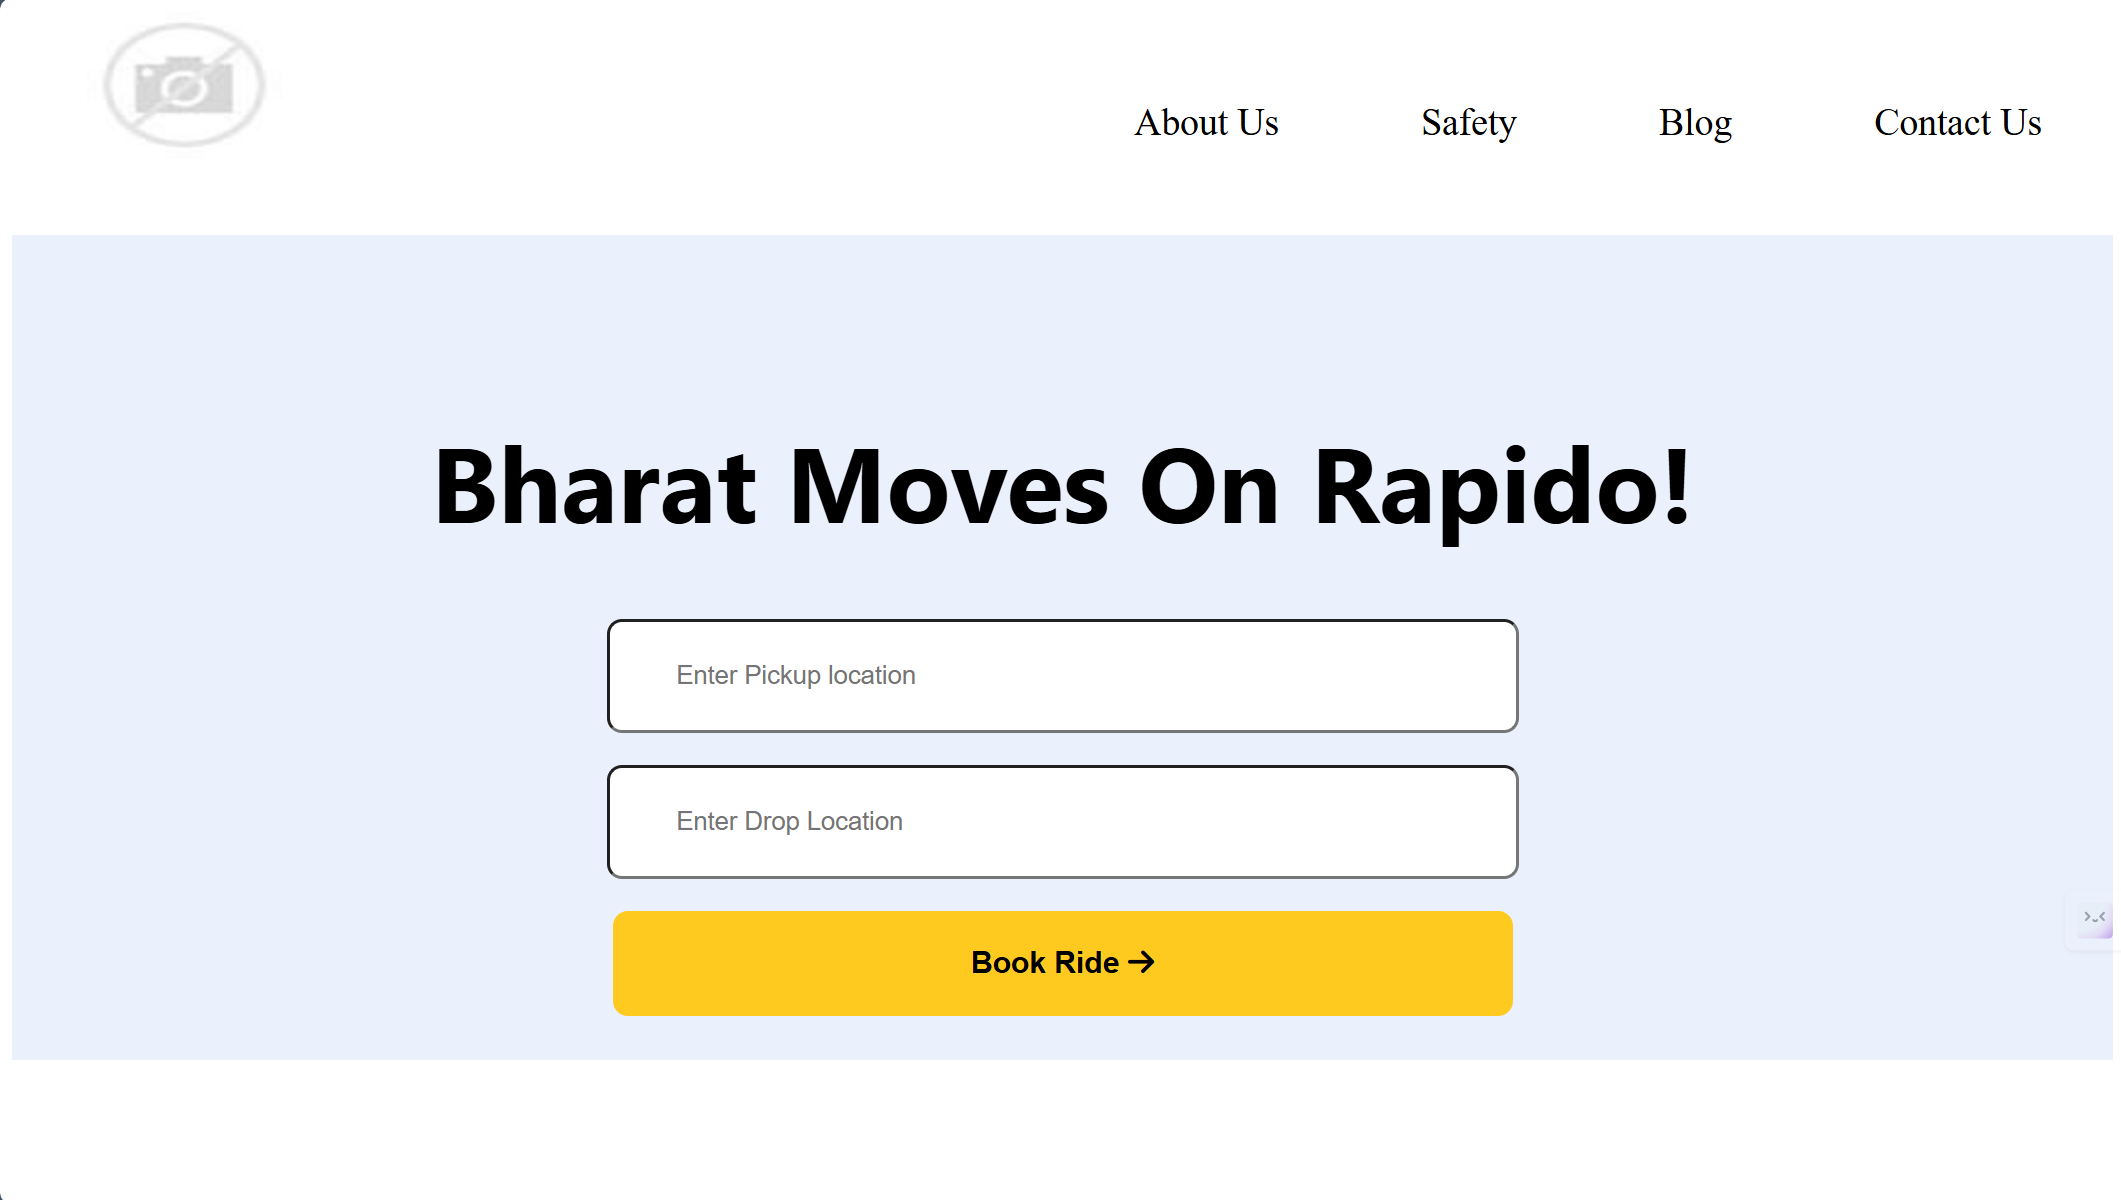 About Us Safety Blog Contact Us
Bharat Moves On Rapido!
Enter Pickup location
Enter Drop Location
Book Ride →